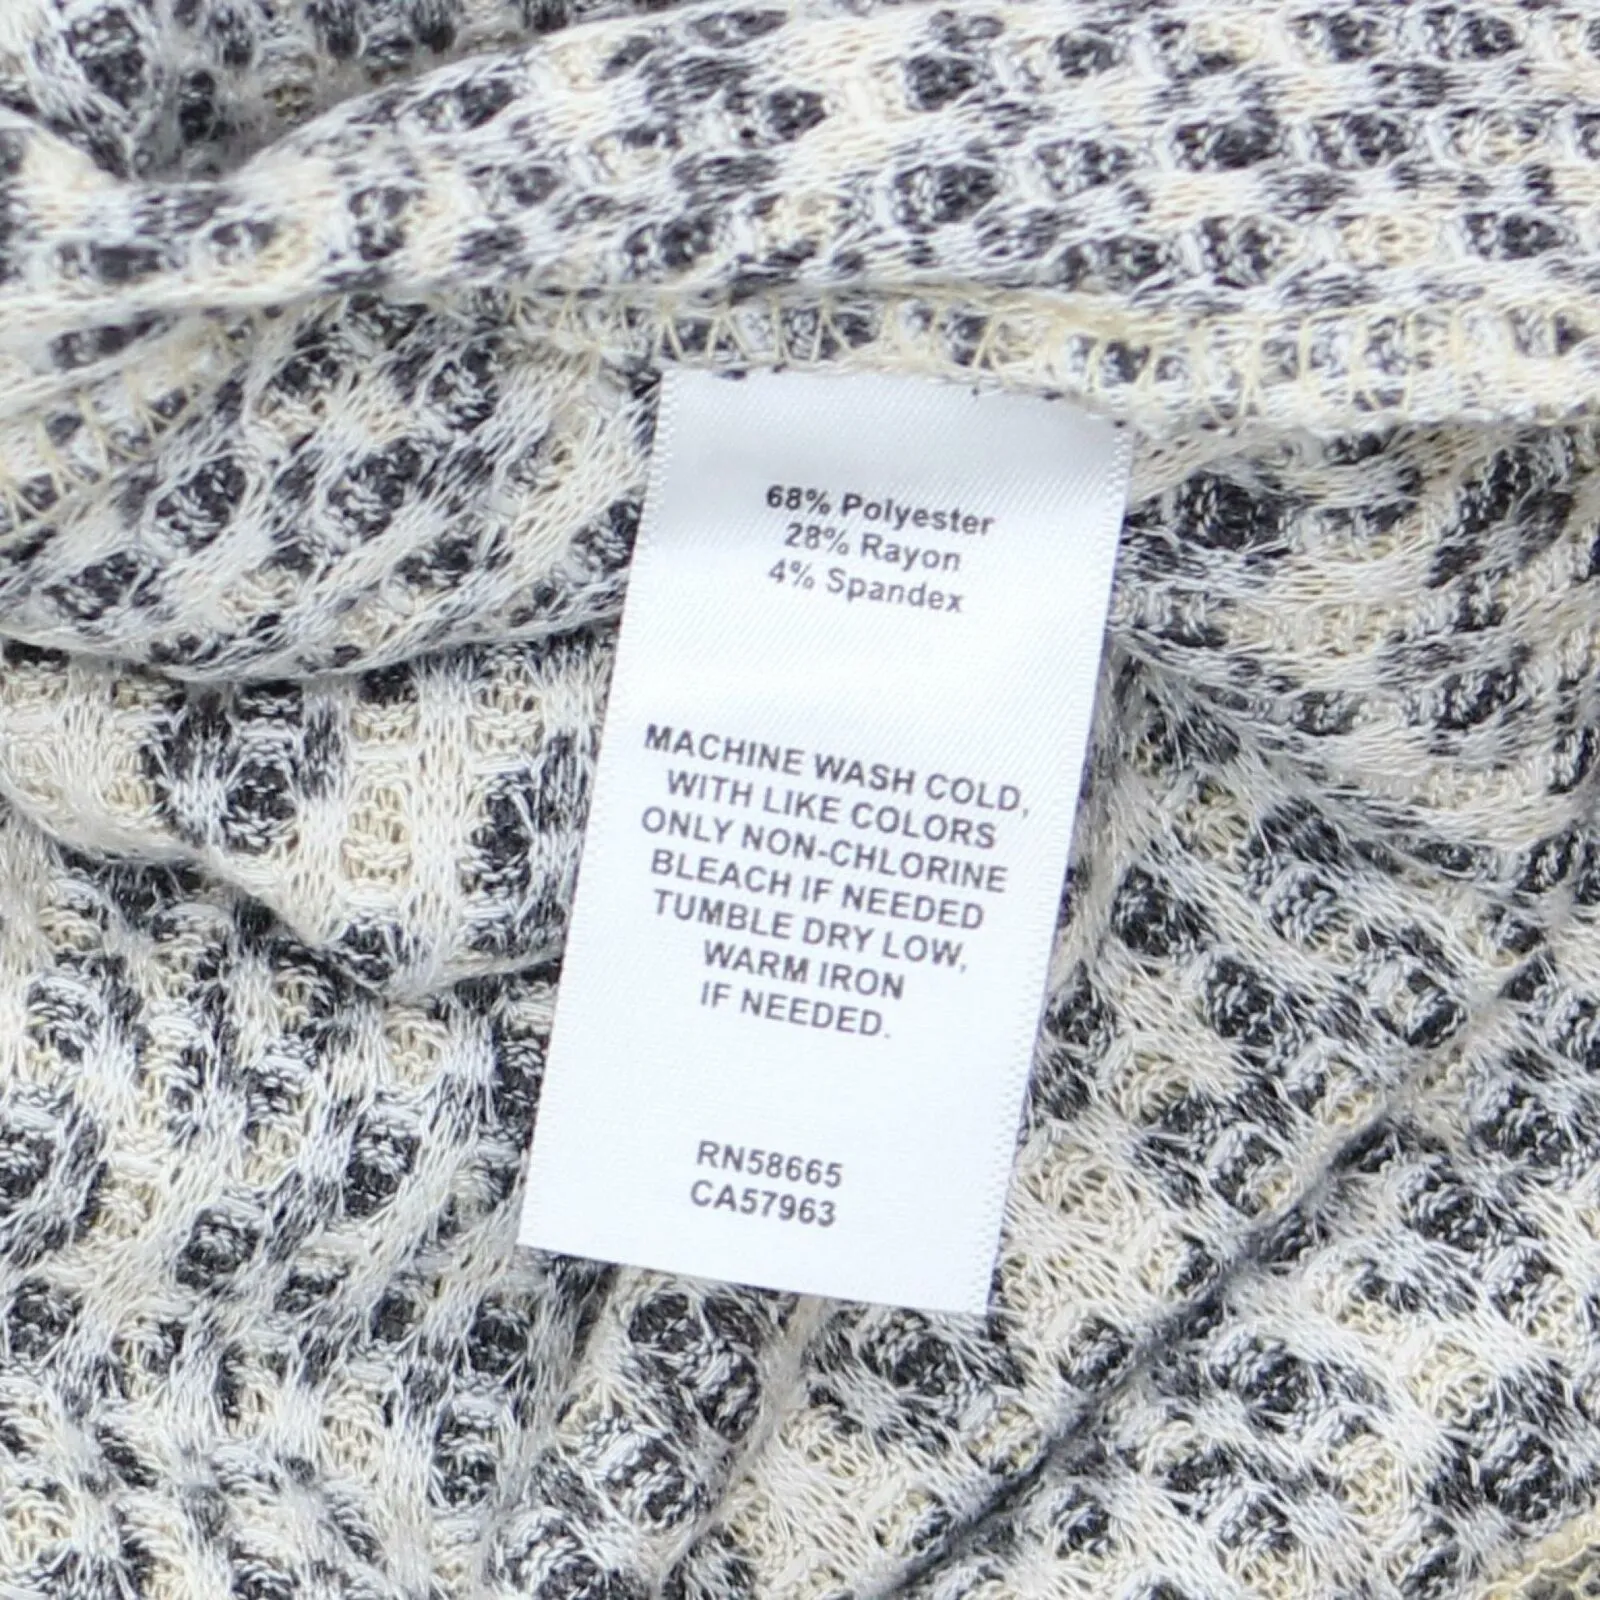 68% Polyester
28% Rayon
4% Spandex
MACHINE WASH COLD,
WITH LIKE COLORS
ONLY NON-CHLORINE
BLEACH IF NEEDED
TUMBLE DRY LOW,
WARM IRON
IF NEEDED.
RN58665
CA57963